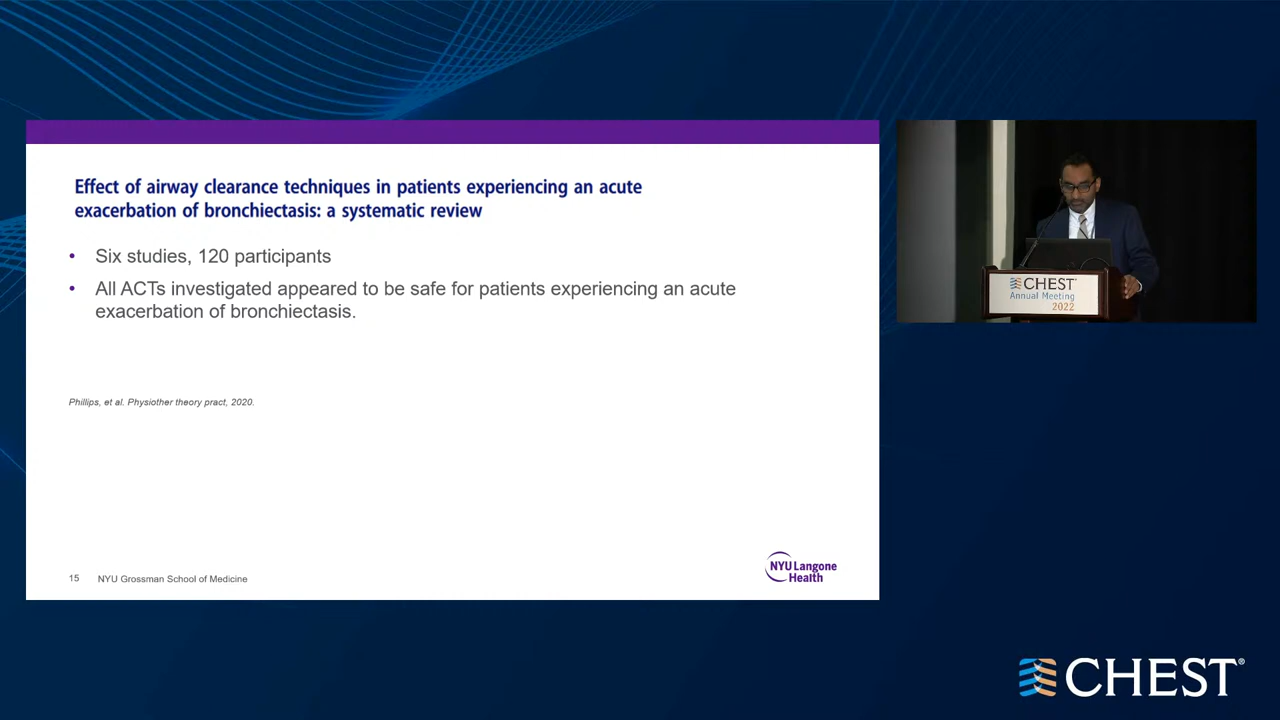 Effect of airway clearance techniques in patients experiencing an acute
exacerbation of bronchiectasis: a systematic review
• Six studies, 120 participants
• All ACTs investigated appeared to be safe for patients experiencing an acute
exacerbation of bronchiectasis.
Phillips, et al. Physiother theory pract, 2020.
15 NYU Grossman School of Medicine
NYU Langone
Health
CHEST
Annual Meeting
2022
CHEST®